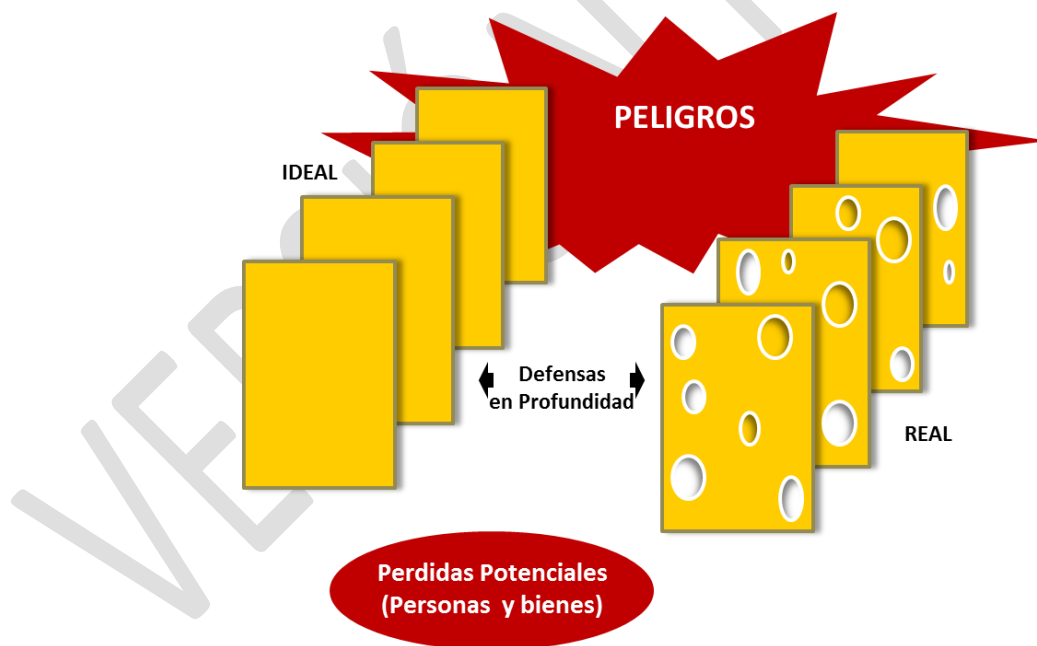 PELIGROS
IDEAL
Defensas
en Profundidad
REAL
Perdidas Potenciales
(Personas y bienes)